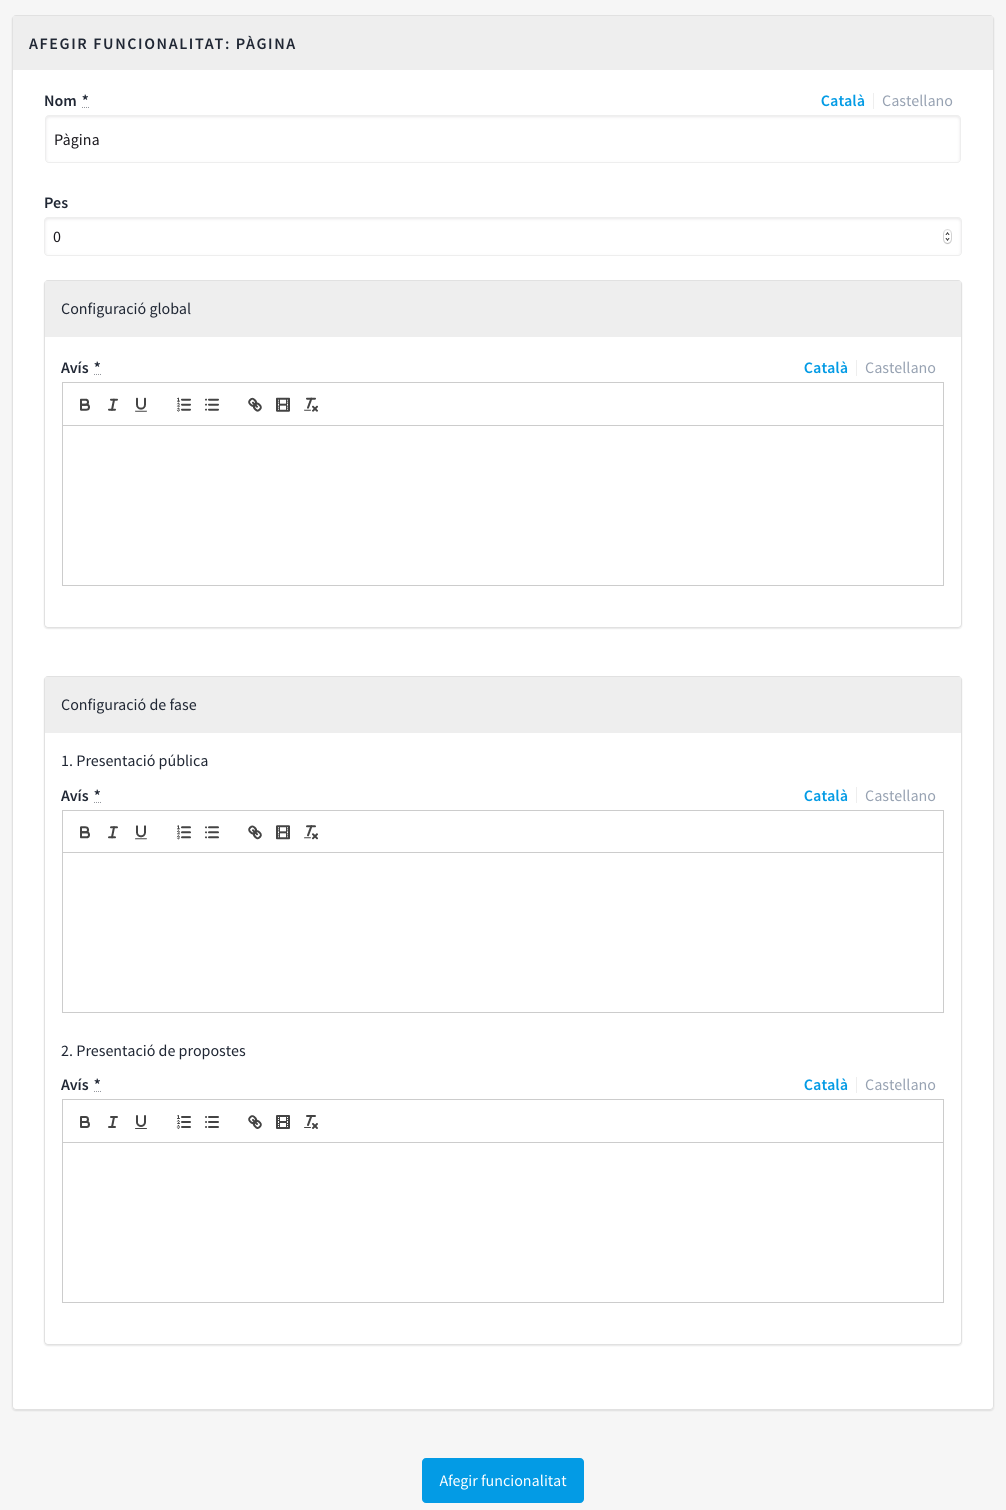 AFEGIR FUNCIONALITAT: PÀGINA
Nom * Català Castellano
Pàgina
Pes
0
Configuració global
Avís * Català Castellano
Configuració de fase
1. Presentació pública
Avís * Català Castellano
2. Presentació de propostes
Avís * Català Castellano
Afegir funcionalitat